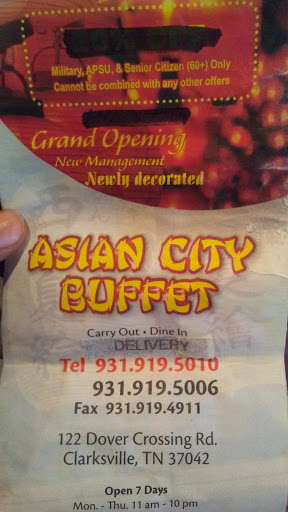 Military, APSU, & Senior Citizen (60+) Only
Cannot be combined with any other offers
Grand Opening
New Management
Newly decorated
ASIAN CITY
BUFFET
Carry Out • Dine In
DELIVERY
Tel 931.919.5010
931.919.5006
Fax 931.919.4911
122 Dover Crossing Rd.
Clarksville, TN 37042
Open 7 Days
Mon. - Thu. 11 am - 10 pm